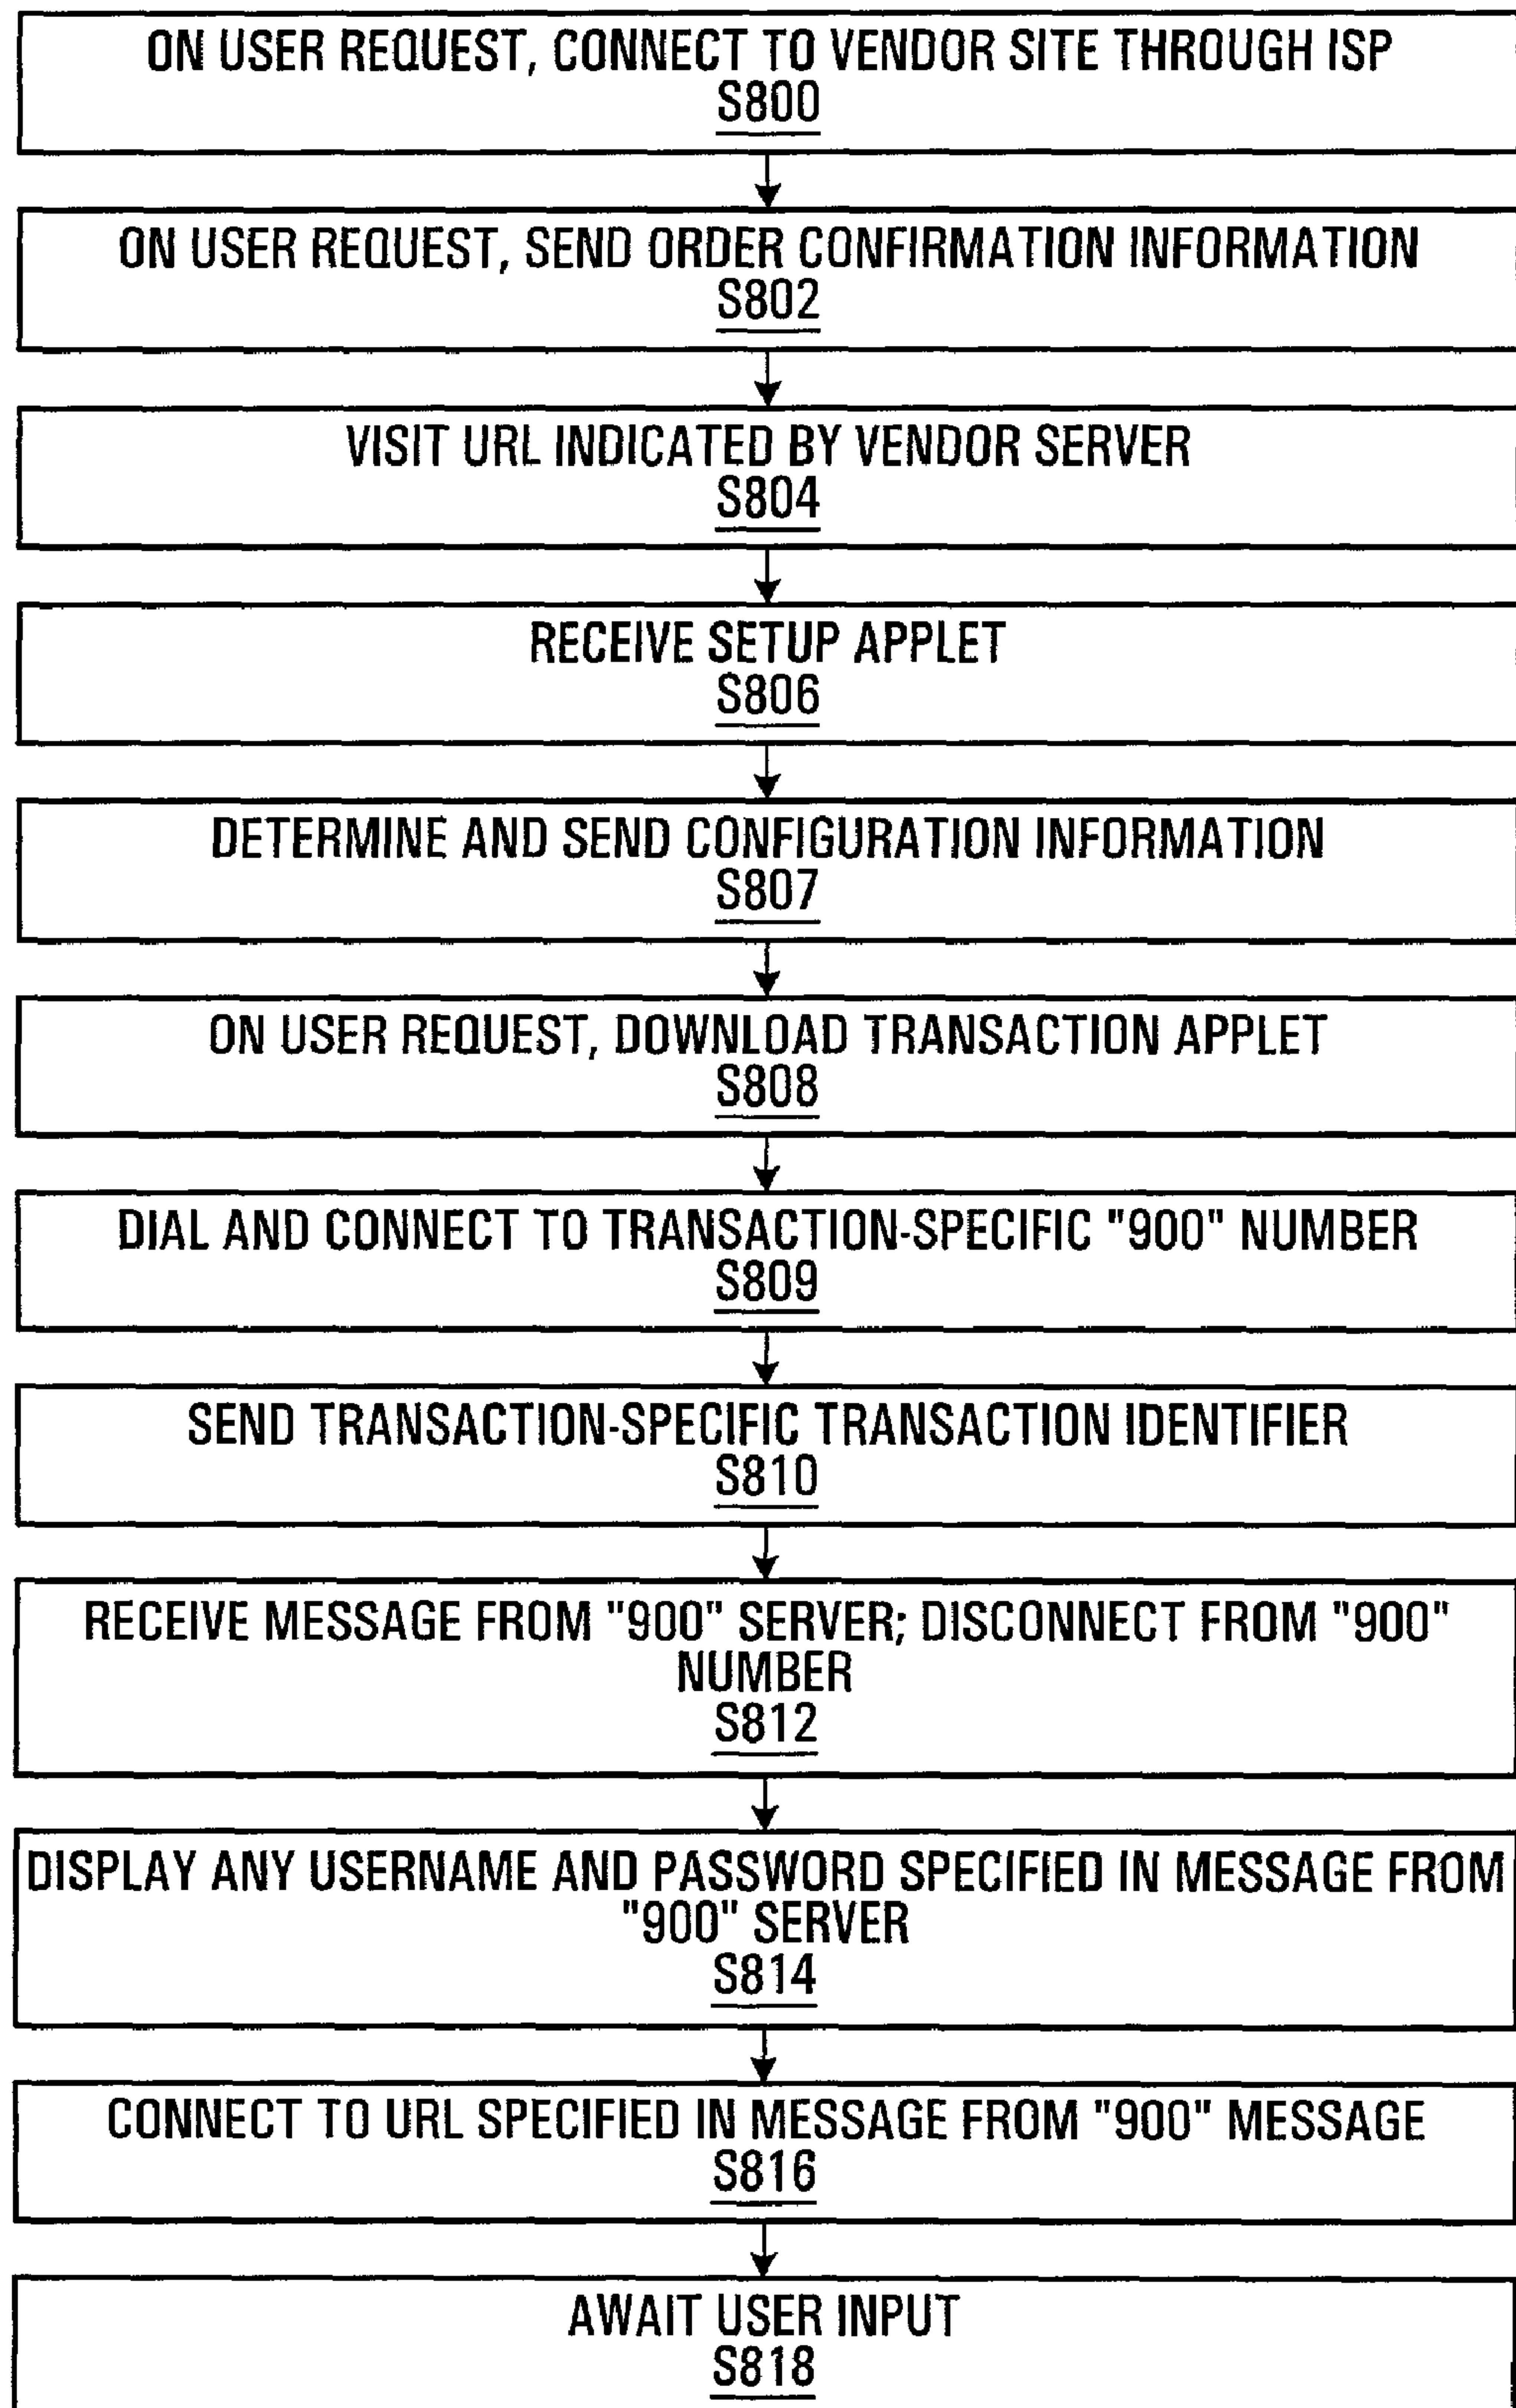 ON USER REQUEST, CONNECT TO VENDOR SITE THROUGH ISP
S800
ON USER REQUEST, SEND ORDER CONFIRMATION INFORMATION
S802
VISIT URL INDICATED BY VENDOR SERVER
S804
RECEIVE SETUP APPLET
S806
DETERMINE AND SEND CONFIGURATION INFORMATION
S807
ON USER REQUEST, DOWNLOAD TRANSACTION APPLET
S808
DIAL AND CONNECT TO TRANSACTION-SPECIFIC "900" NUMBER
S809
SEND TRANSACTION-SPECIFIC TRANSACTION IDENTIFIER
S810
RECEIVE MESSAGE FROM "900" SERVER; DISCONNECT FROM "900"
NUMBER
S812
DISPLAY ANY USERNAME AND PASSWORD SPECIFIED IN MESSAGE FROM
"900" SERVER
S814
CONNECT TO URL SPECIFIED IN MESSAGE FROM "900" MESSAGE
S816
AWAIT USER INPUT
S818